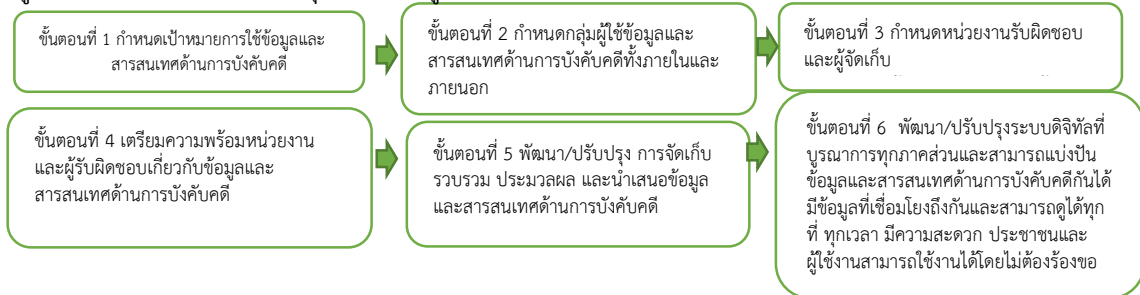 ขั้นตอนที่ 1 กำหนดเป้าหมายการใช้ข้อมูลและ
สารสนเทศด้านการบังคับคดี
ขั้นตอนที่ 2 กำหนดกลุ่มผู้ใช้ข้อมูลและ
สารสนเทศด้านการบังคับคดีทั้งภายในและ
ภายนอก
ขั้นตอนที่ 3 กำหนดหน่วยงานรับผิดชอบ
และผู้จัดเก็บ
ขั้นตอนที่ 4 เตรียมความพร้อมหน่วยงาน
และผู้รับผิดชอบเกี่ยวกับข้อมูลและ
สารสนเทศด้านการบังคับคดี
ขั้นตอนที่ 5 พัฒนา/ปรับปรุง การจัดเก็บ
รวบรวม ประมวลผล และนำเสนอข้อมูล
และสารสนเทศด้านการบังคับคดี
ขั้นตอนที่ 6 พัฒนา/ปรับปรุงระบบดิจิทัลที่
บูรณาการทุกภาคส่วนและสามารถแบ่งปัน
ข้อมูลและสารสนเทศด้านการบังคับคดีกันได้
มีข้อมูลที่เชื่อมโยงถึงกันและสามารถดูได้ทุก
ที่ ทุกเวลา มีความสะดวก ประชาชนและ
ผู้ใช้งานสามารถใช้งานได้โดยไม่ต้องร้องขอ